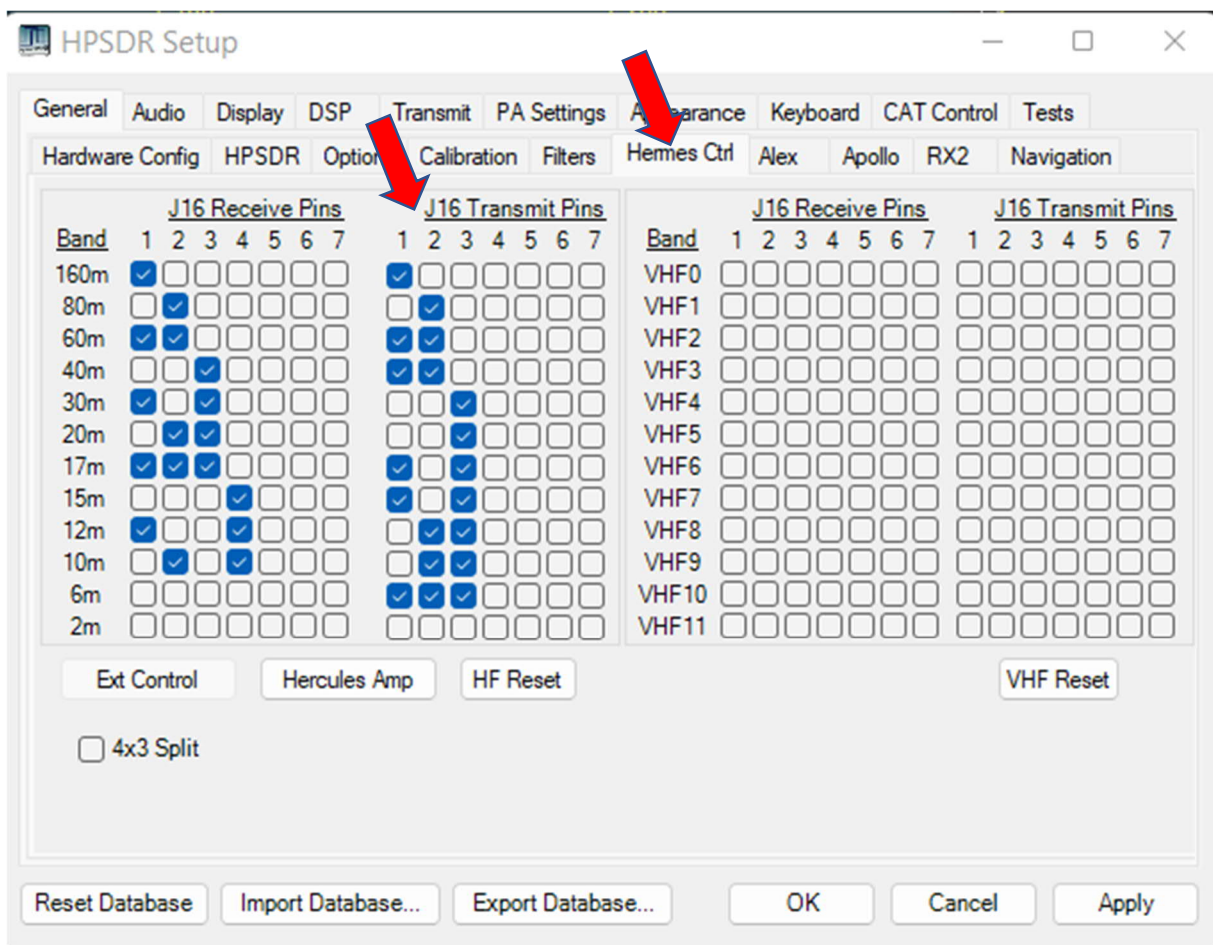 HPSDR Setup
General Audio Display DSP Transmit PA Settings Appearance Keyboard CAT Control Tests
Hardware Config HPSDR Calibration Filters Hermes Ctrl Alex Apollo RX2 Navigation
J16 Receive Pins J16 Transmit Pins J16 Receive Pins J16 Transmit Pins
Band 1 2 3 4 5 6 7 1 2 3 4 5 6 7 Band 1 2 3 4 5 6 7 1 2 3 4 5 6 7
160m VHF0
80m VHF1
60m VHF2
40m VHF3
30m VHF4
20m VHF5
17m VHF6
15m VHF7
12m VHF8
10m VHF9
6m VHF10
2m VHF11
Ext Control Hercules Amp HF Reset VHF Reset
4x3 Split
Reset Database Import Database... Export Database... OK Cancel Apply